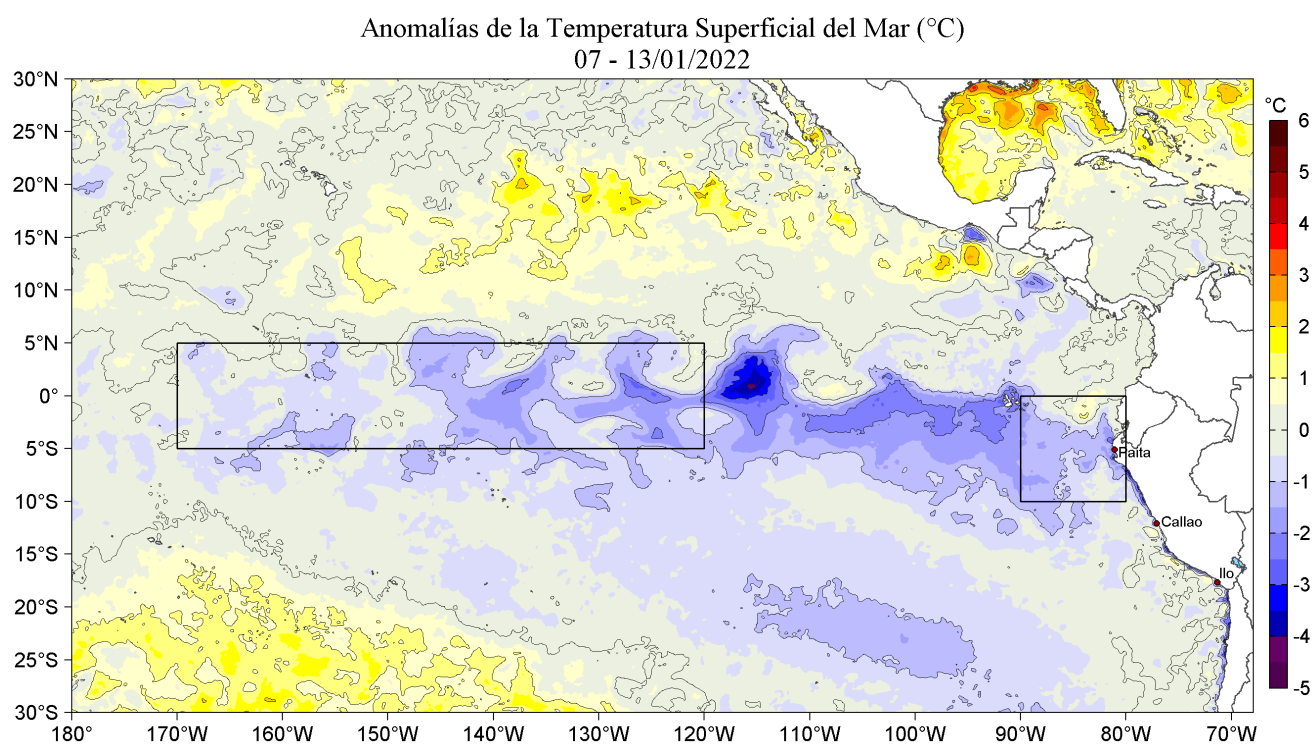 Anomalías de la Temperatura Superficial del Mar (°C)
07 - 13/01/2022
30°N
25°N
20°N
15°N
10°N
5°N
0°
5°S
10°S
15°S
20°S
25°S
30°S
180
170°W
160°W
150°W
140°W
130°W
120°W
110°W
100°W
90°W
80°W
70°W
Paita
Callao
Ilo
°C
6
5
4
3
2
1
0
-1
-2
-3
-4
-5